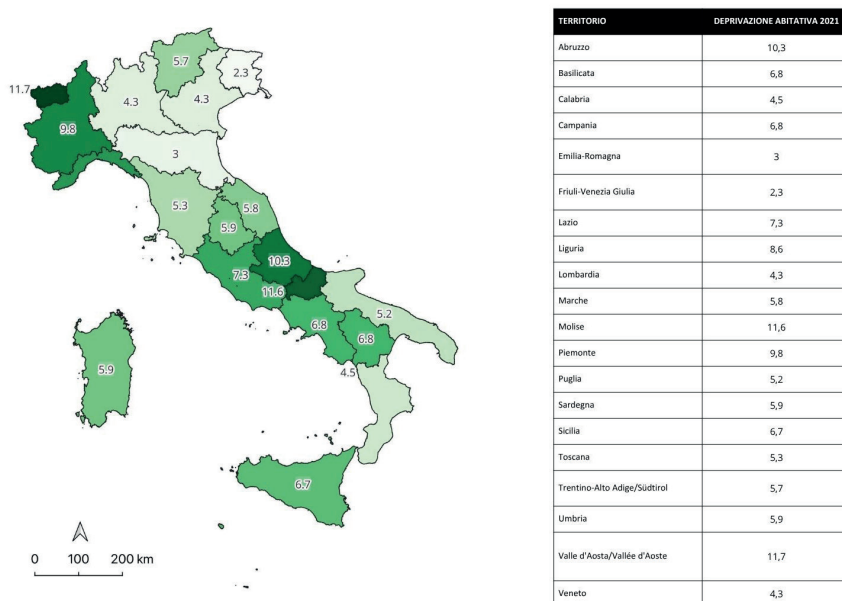 11.7
5.7
2.3
4.3
4.3
9.8
3
5.3
5.8
5.9
10.3
7.3
11.6
5.2
6.8
6.8
4.5
5.9
6.7
0 100 200 km
TERRITORIO DEPRIVAZIONE ABITATIVA 2021
Abruzzo 10,3
Basilicata 6,8
Calabria 4,5
Campania 6,8
Emilia-Romagna 3
Friuli-Venezia Giulia 2,3
Lazio 7,3
Liguria 8,6
Lombardia 4,3
Marche 5,8
Molise 11,6
Piemonte 9,8
Puglia 5,2
Sardegna 5,9
Sicilia 6,7
Toscana 5,3
Trentino-Alto Adige/Südtirol 5,7
Umbria 5,9
Valle d'Aosta/Vallée d'Aoste 11,7
Veneto 4,3